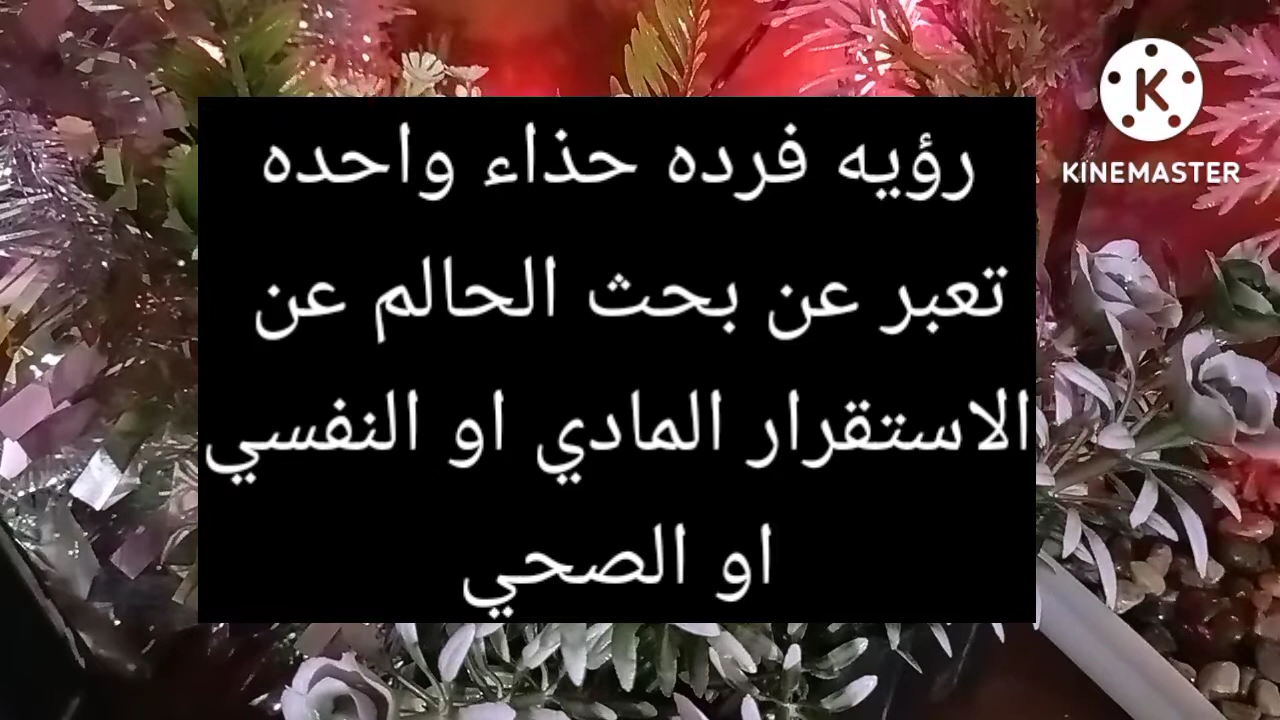 رؤيه فرده حذاء واحده
تعبر عن بحث الحالم عن
الاستقرار المادي او النفسي
او الصحي
K
KINEMASTER